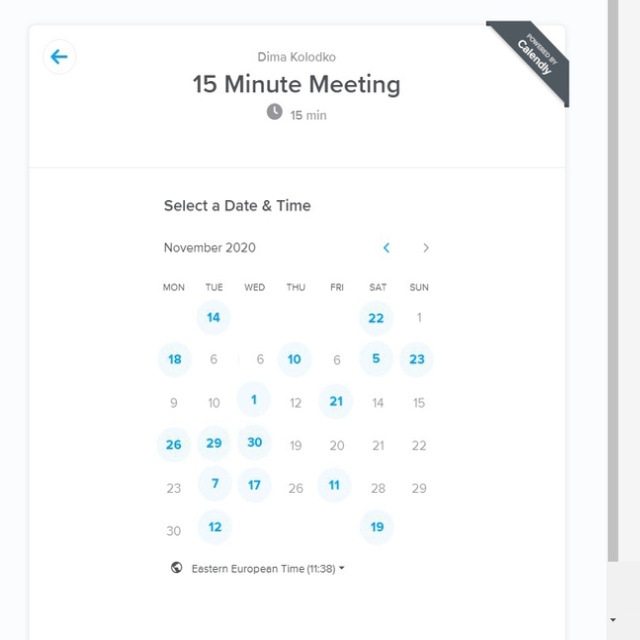 Dima Kolodko
POWERED BY
Calendly
15 Minute Meeting
15 min
Select a Date & Time
November 2020
MON TUE WED THU FRI SAT SUN
14 22 1
18 6 6 10 6 5 23
9 10 1 12 21 14 15
26 29 30 19 20 21 22
23 7 17 26 11 28 29
30 12 19
Eastern European Time (11:38)